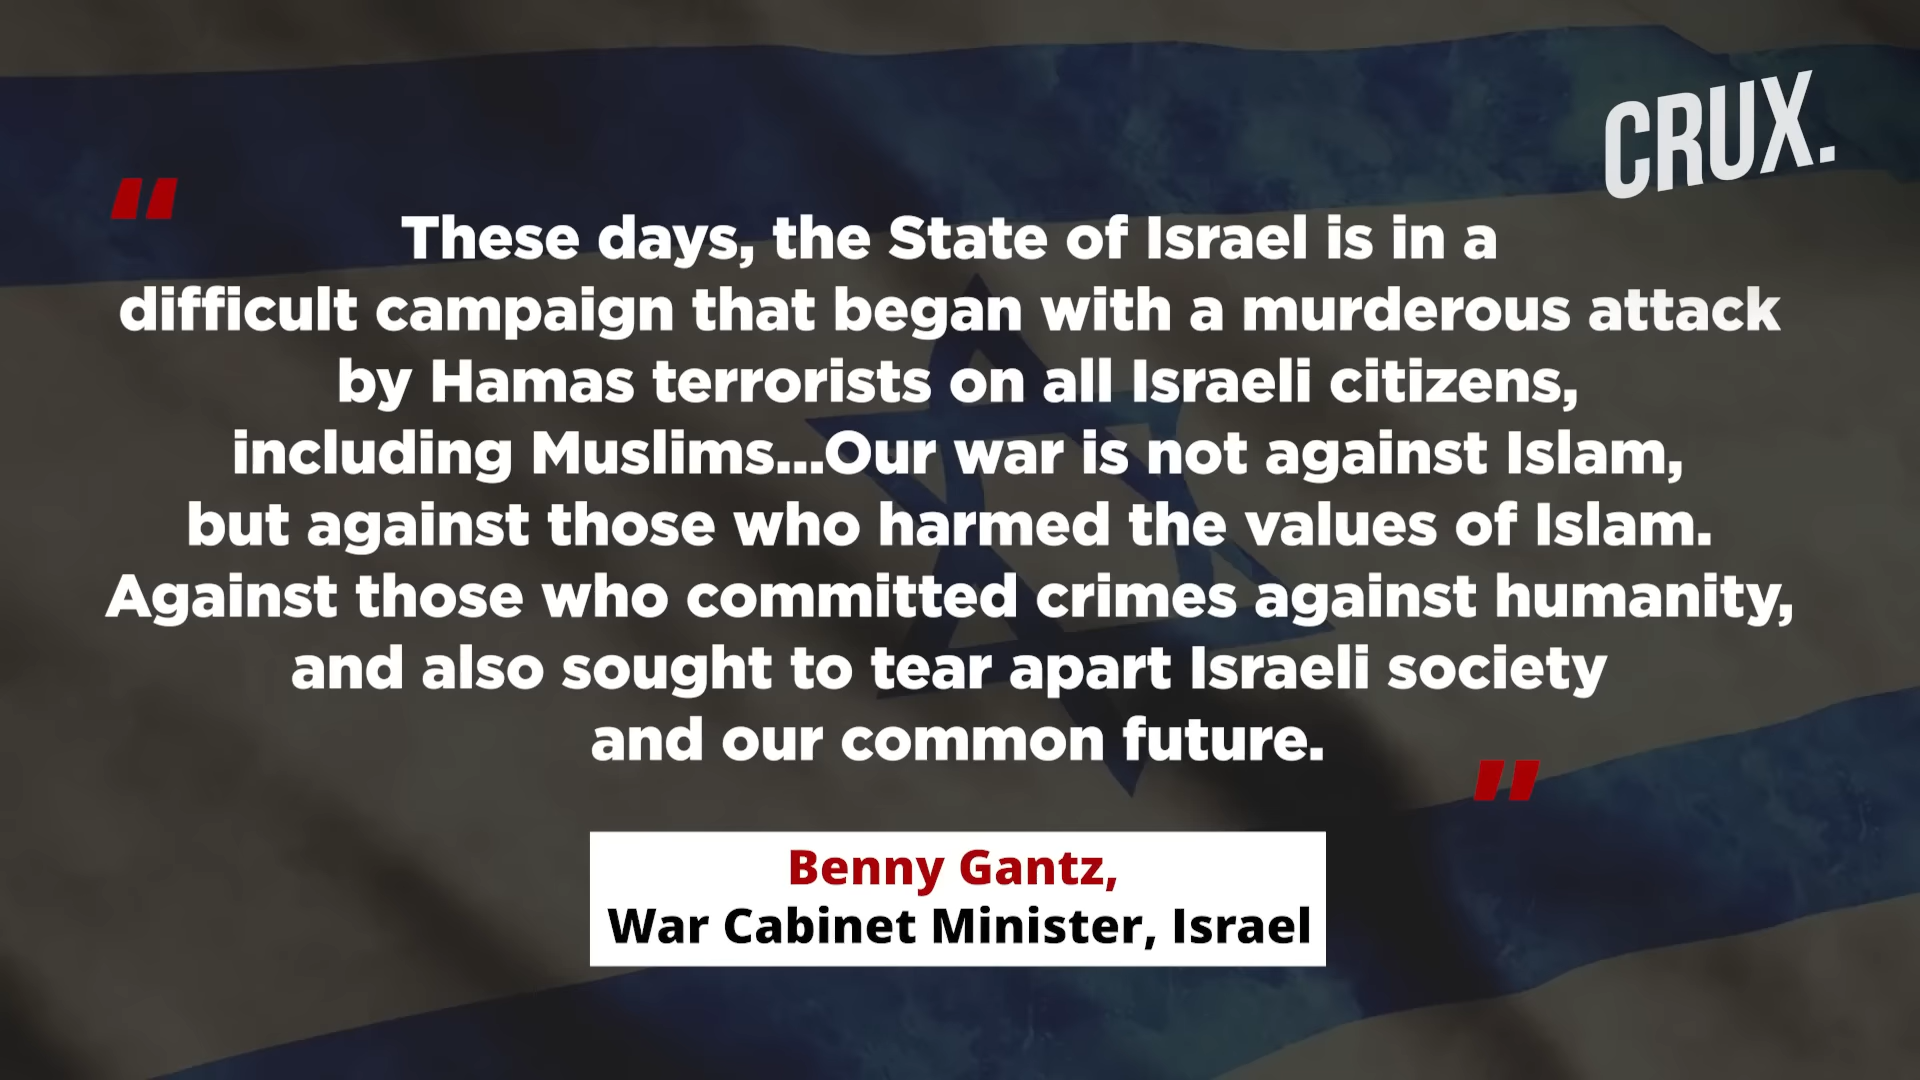 CRUX.
“
These days, the State of Israel is in a
difficult campaign that began with a murderous attack
by Hamas terrorists on all Israeli citizens,
including Muslims...Our war is not against Islam,
but against those who harmed the values of Islam.
Against those who committed crimes against humanity,
and also sought to tear apart Israeli society
and our common future.
”
Benny Gantz,
War Cabinet Minister, Israel